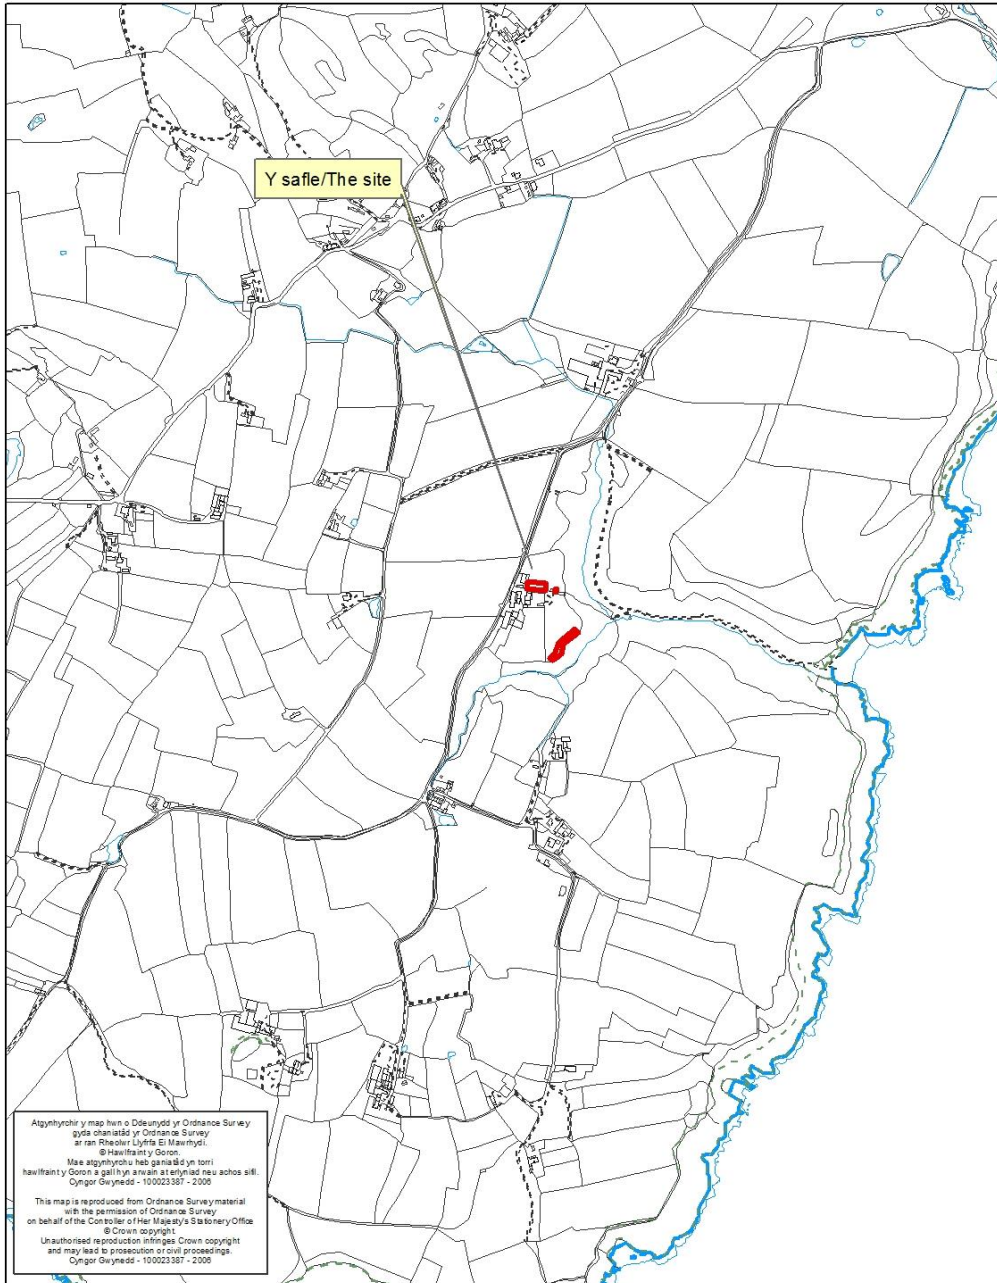 Y safle/The site
Atgynhyrchir y map hwn o Ddeunydd yr Ordnance Survey
gyda chaniatâd yr Ordnance Survey
ar ran Rheolwr Llyfrfa Ei Mawrhydi.
© Hawlfraint y Goron.
Mae atgynhyrchu heb ganiatâd yn torri
hawlfraint y Goron a gall hyn arwain at erlyniad neu achos sifil.
Cyngor Gwynedd - 100023387 - 2006
This map is reproduced from Ordnance Survey material
with the permission of Ordnance Survey
on behalf of the Controller of Her Majesty's Stationery Office
© Crown copyright.
Unauthorised reproduction infringes Crown copyright
and may lead to prosecution or civil proceedings.
Cyngor Gwynedd - 100023387 - 2006